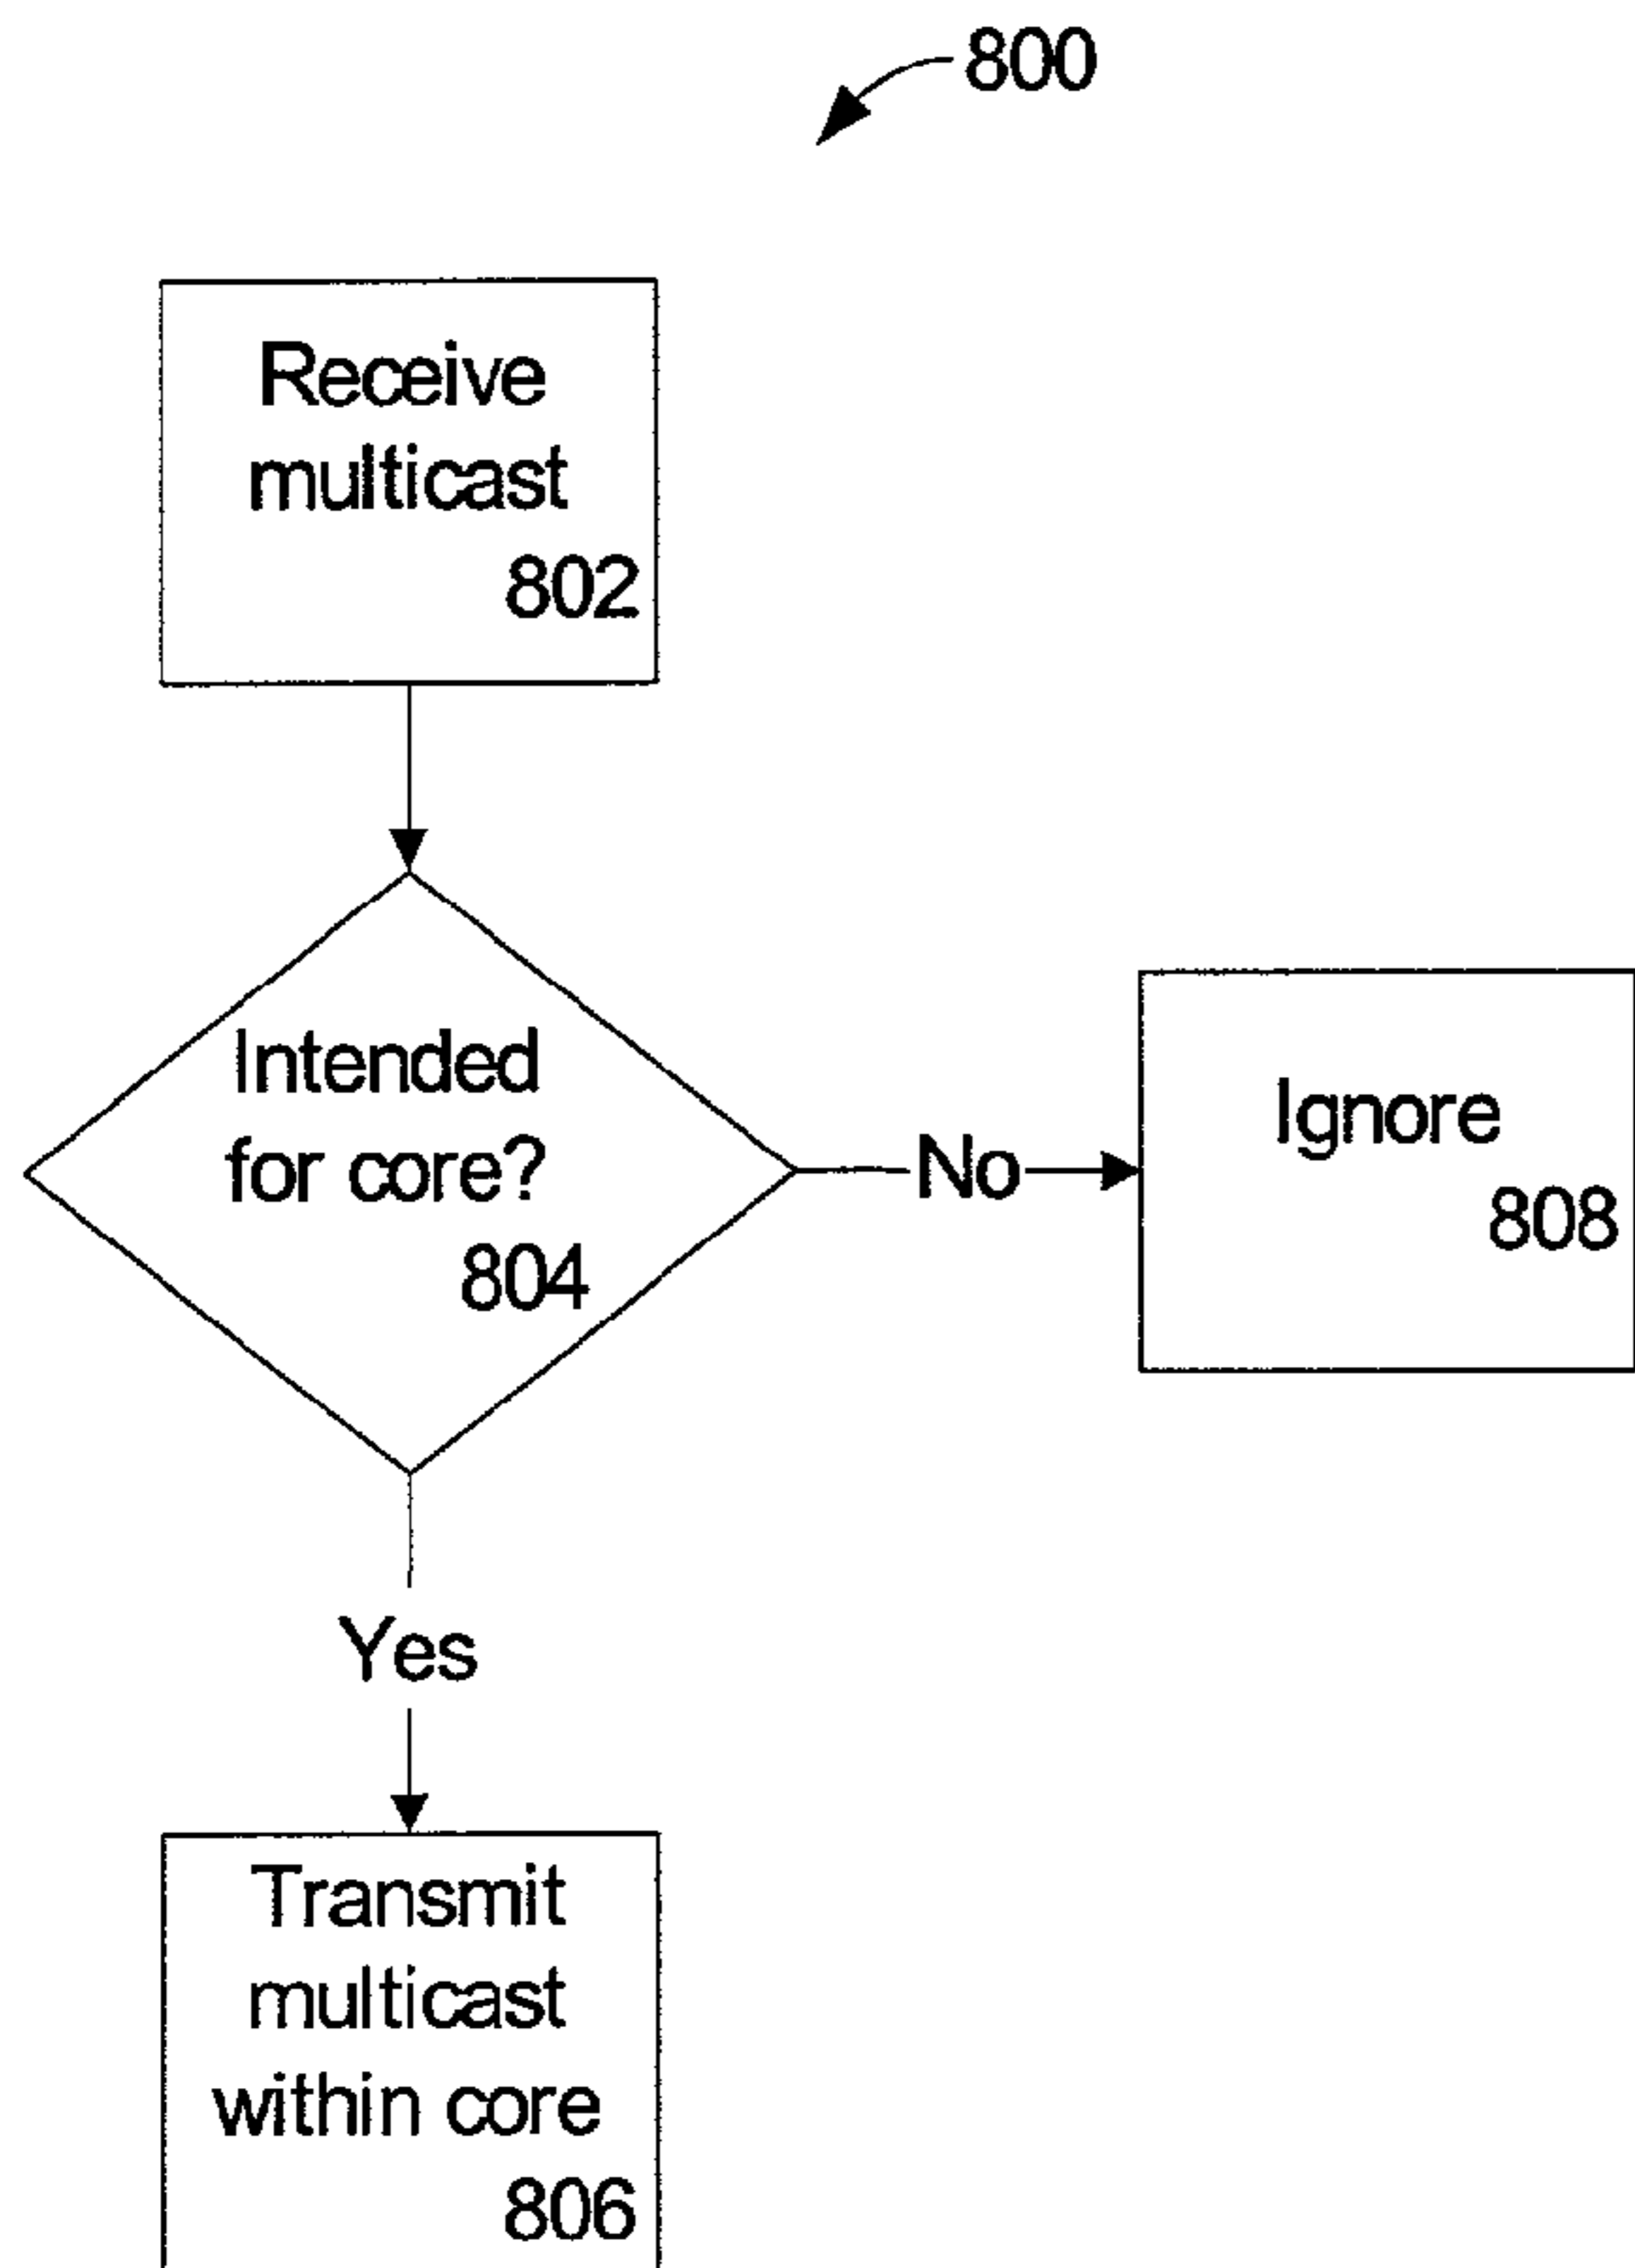 800
Receive
multicast
802
Intended
for core?
804
No
Ignore
808
Yes
Transmit
multicast
within core
806